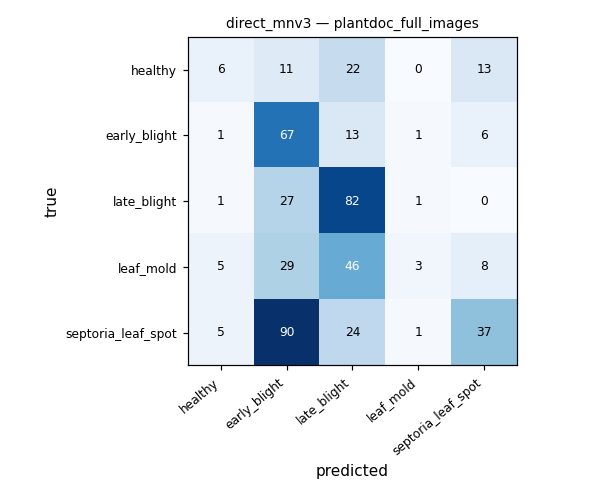 direct_mnv3 — plantdoc_full_images
healthy 6 11 22 0 13
early_blight 1 67 13 1 6
true
late_blight 1 27 82 1 0
leaf_mold 5 29 46 3 8
septoria_leaf_spot 5 90 24 1 37
healthy early_blight late_blight leaf_mold septoria_leaf_spot
predicted